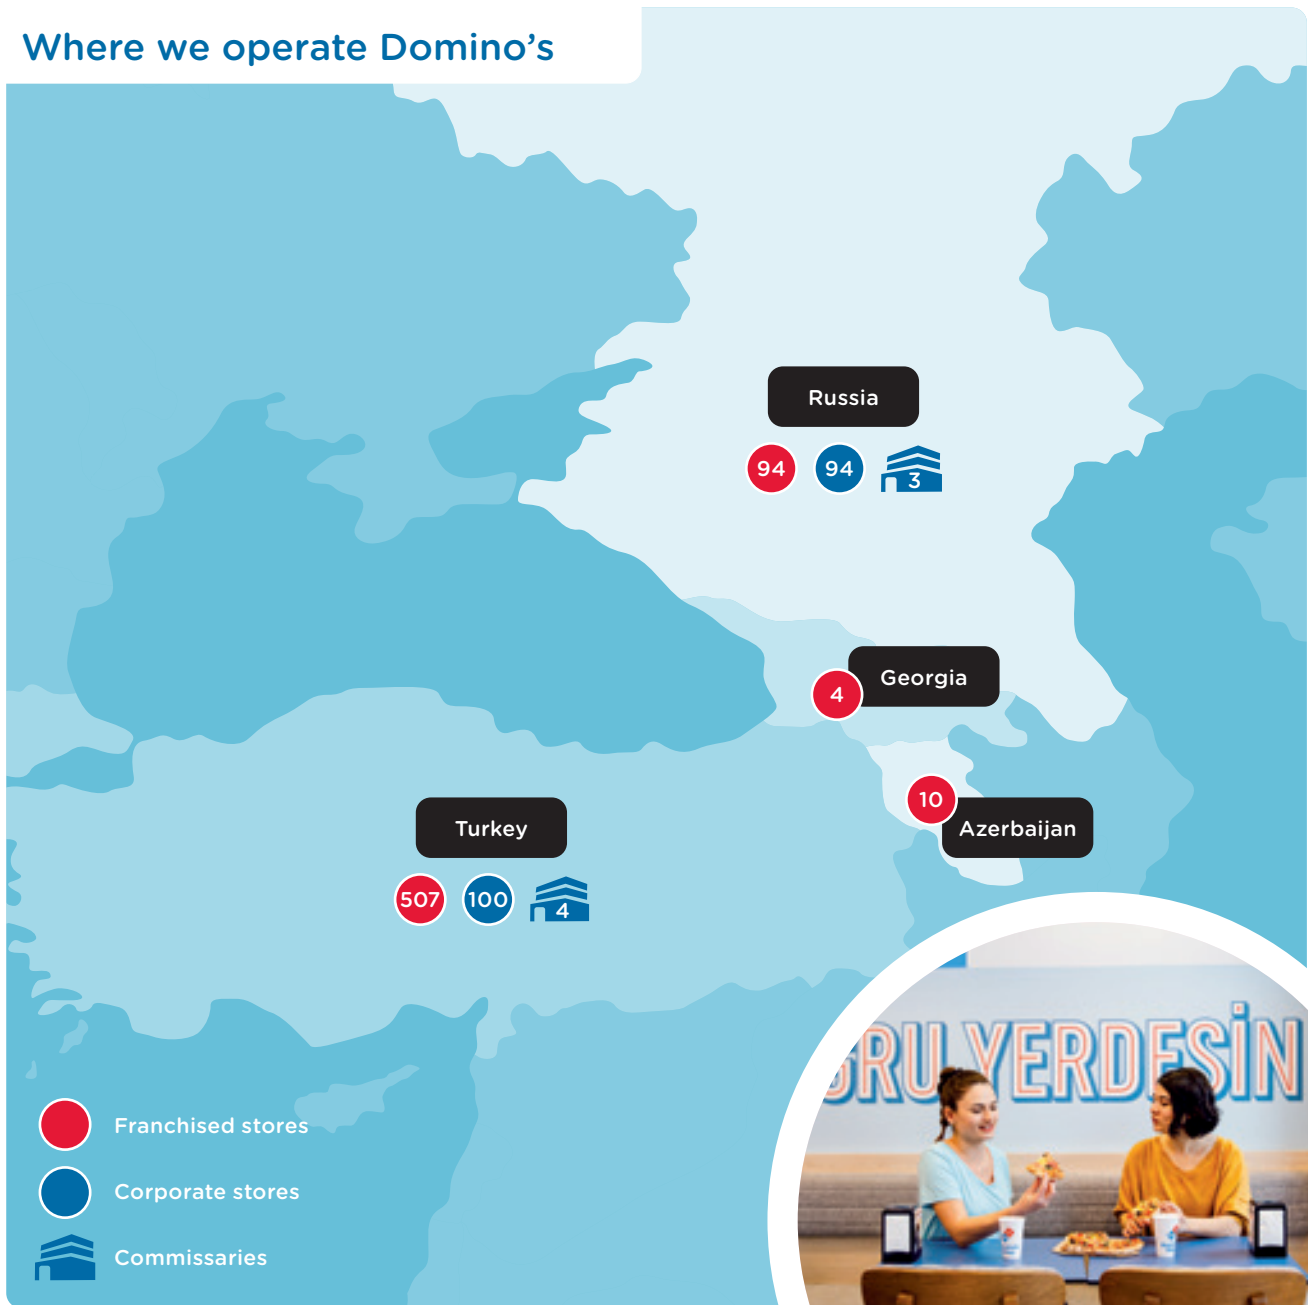 Where we operate Domino's
Russia
94 94 3
Georgia
4
10
Azerbaijan
Turkey
507 100 4
YERDESİN
Franchised stores
Corporate stores
Commissaries